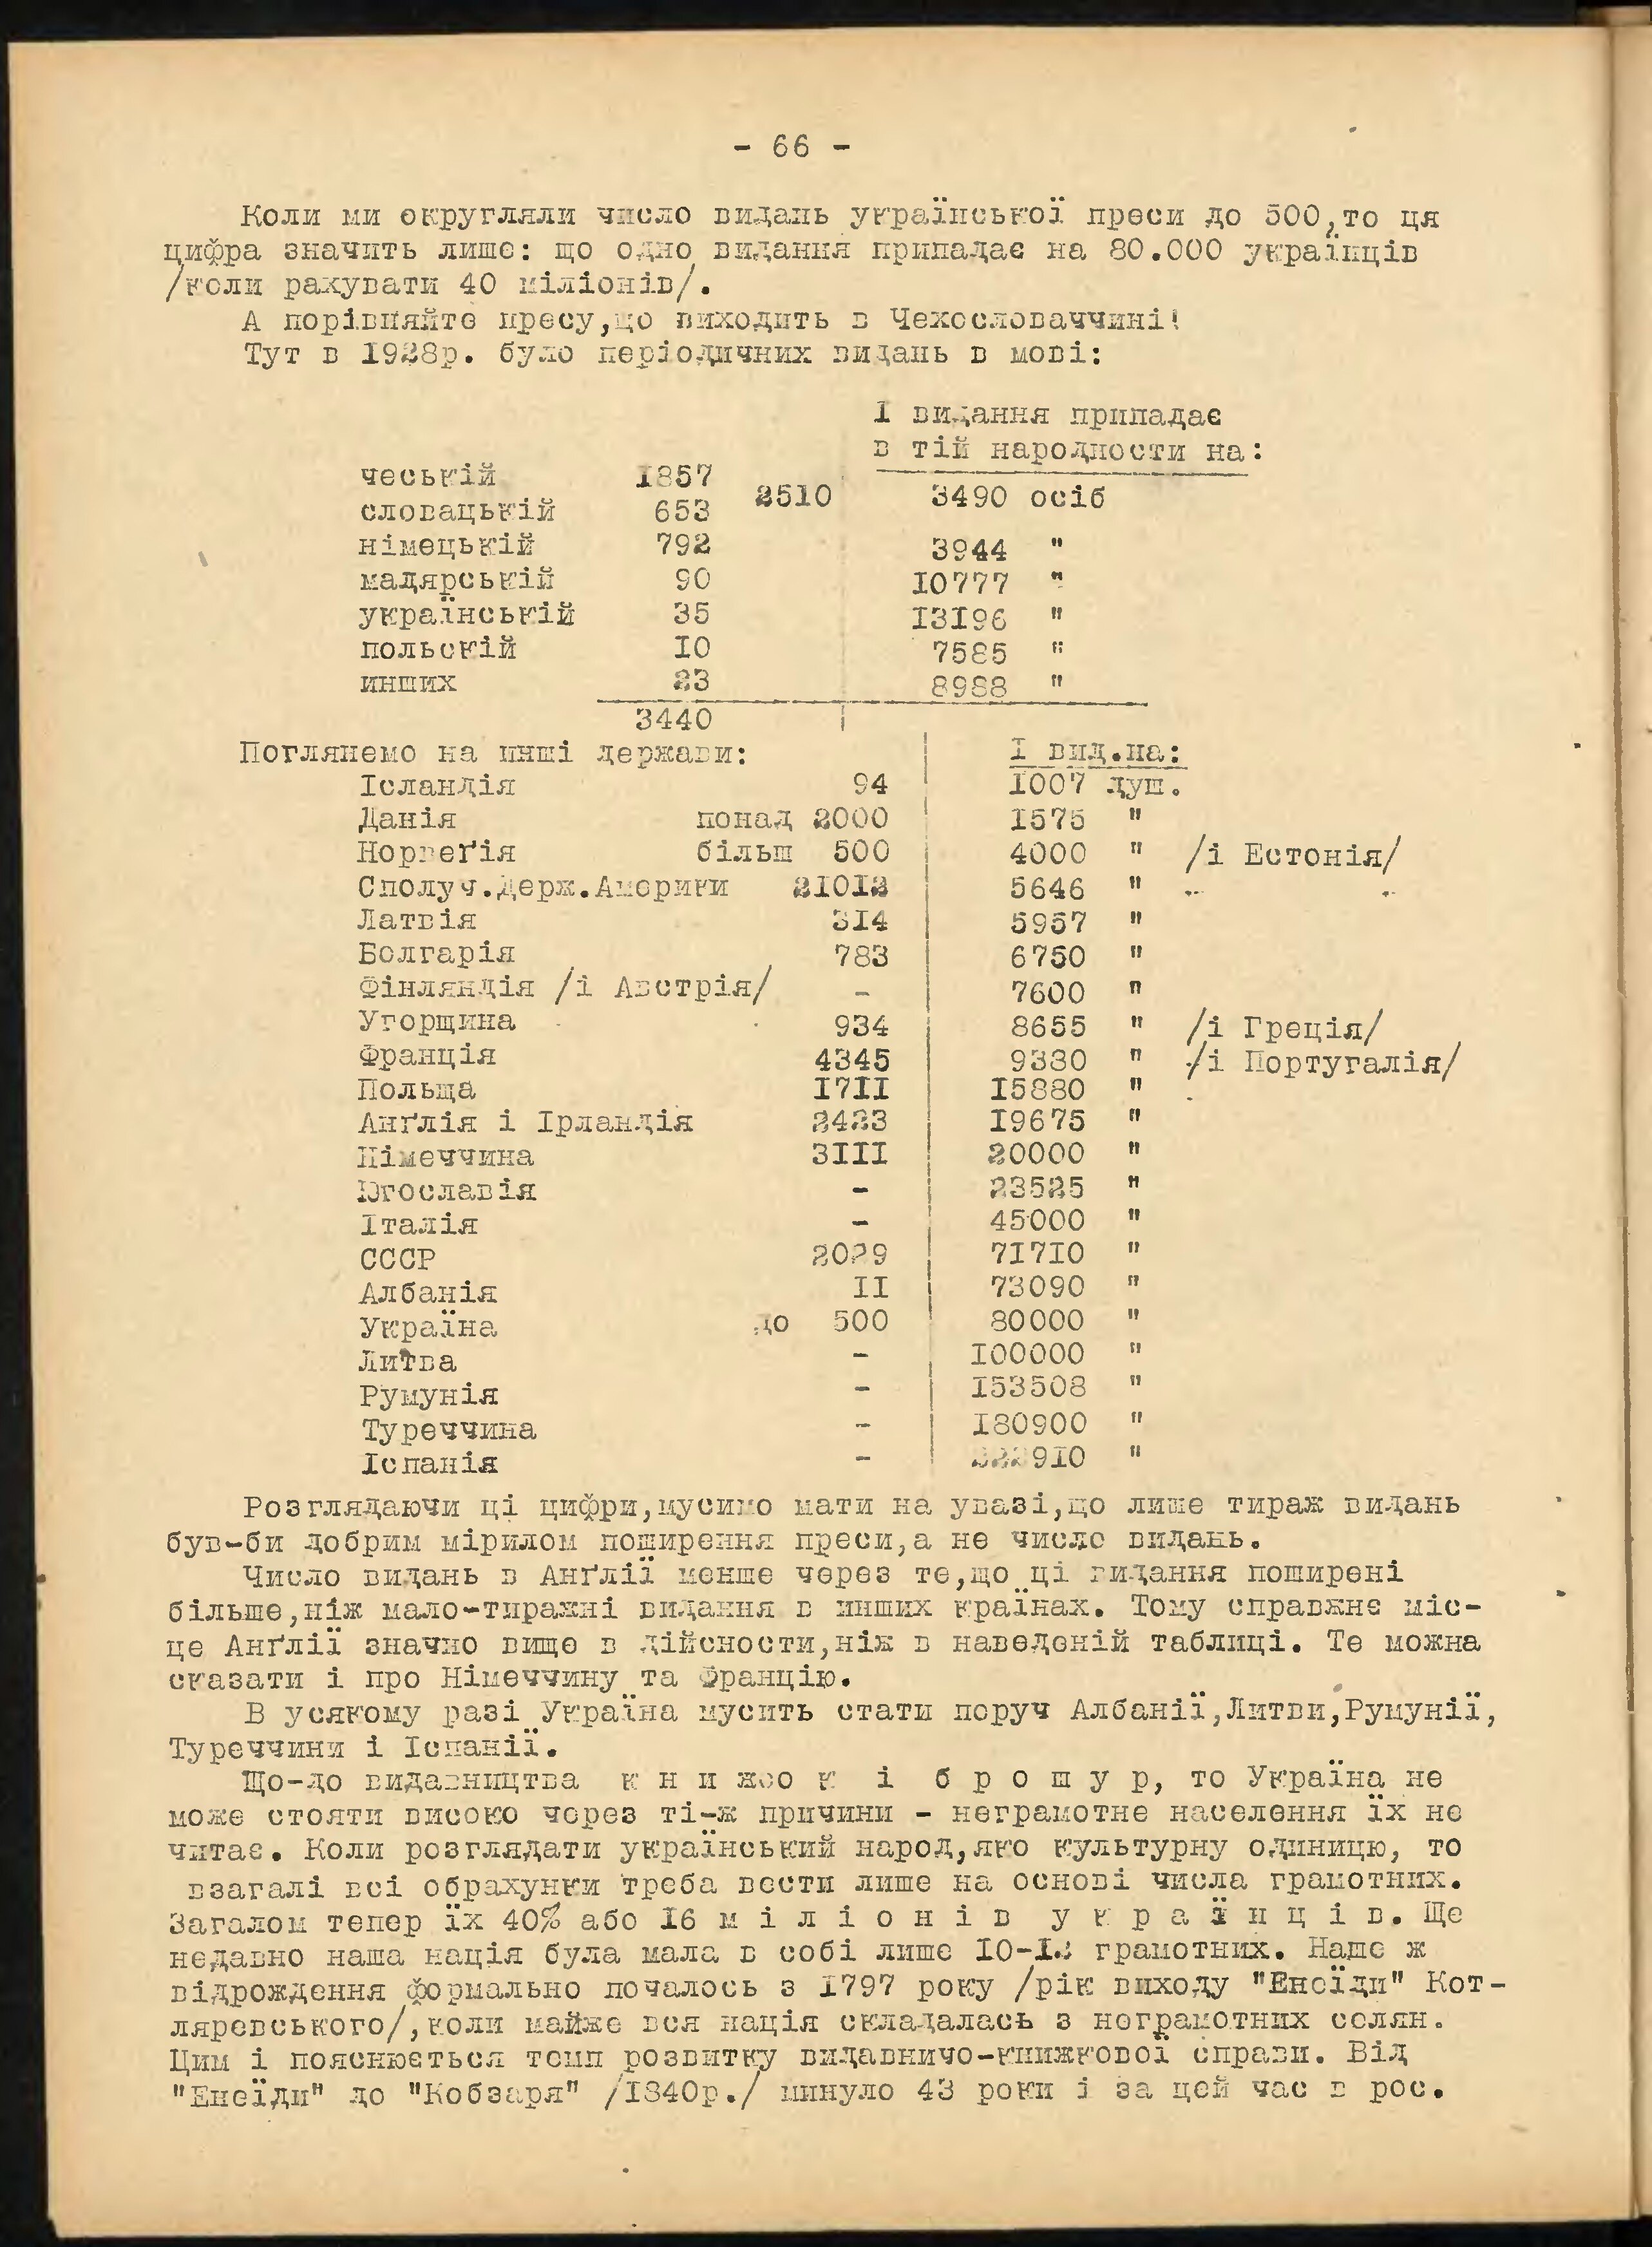 - 66 -
Коли ми округляли число видань української преси до 500,то ця
цифра значить лише: що одно видання припадає на 80.000 українців
/коли рахувати 40 міліонів/.
А порівняйте пресу,що виходить в Чехословаччині!
Тут в 1928р. було періодичних видань в мові:
I видання припадає
в тій народности на:
чеській 1857
2510 3490 осіб
словацькій 653
німецькій 792 3944 "
мадярській 90 10777 "
українській 35 13196 "
польскій 10 7585 "
инших 23 8988 "
3440
Поглянемо на инші держави: I вид.на:
Ісландія 94 1007 душ.
Данія понад 2000 1575 "
Норвеґія більш 500 4000 " /і Естонія/
Сполуч.держ.Америки 21012 5646 "
Латвія 314 5957 "
Болгарія 783 6750 "
Фінляндія /і Австрія/ - 7600 "
Угорщина 934 8655 " /і Греція/
Франція 4345 9330 " /і Португалія/
Польща 1711 15880 "
Анґлія і Ірландія 2423 19675 "
Німеччина 3111 20000 "
Югославія - 23525 "
Італія - 45000 "
СССР 2029 71710 "
Албанія 11 73090 "
Україна до 500 80000 "
Литва - 100000 "
Румунія - 153508 "
Туреччина - 180900 "
Іспанія - 222910 "
Розглядаючи ці цифри,мусимо мати на увазі,що лише тираж видань
був-би добрим мірилом поширення преси,а не число видань.
Число видань в Анґлії менше через те,що ці видання поширені
більше,ніж мало-тиражні видання в инших країнах. Тому справжнє міс-
це Анґлії значно вище в дійсности,ніж в наведеній таблиці. Те можна
сказати і про Німеччину та Францію.
В усякому разі Україна мусить стати поруч Албанії,Литви,Румунії,
Туреччини і Іспанії.
Що-до видавництва к н и ж о к і б р о ш у р, то Україна не
може стояти високо через ті-ж причини - неграмотне населення їх не
читає. Коли розглядати український народ,яко культурну одиницю, то
взагалі всі обрахунки треба вести лише на основі числа грамотних.
Загалом тепер їх 40% або 16 м і л і о н і в у к р а ї н ц і в. Ще
недавно наша нація була мала в собі лише 10-12 грамотних. Наше ж
відрождення формально почалось з 1797 року /рік виходу "Енеїди" Кот-
ляревського/,коли майже вся нація складалась з неграмотних селян.
Цим і пояснюється темп розвитку видавничо-книжкової справи. Від
"Енеїди" до "Кобзаря" /1840р./ минуло 43 роки і за цей час в рос.